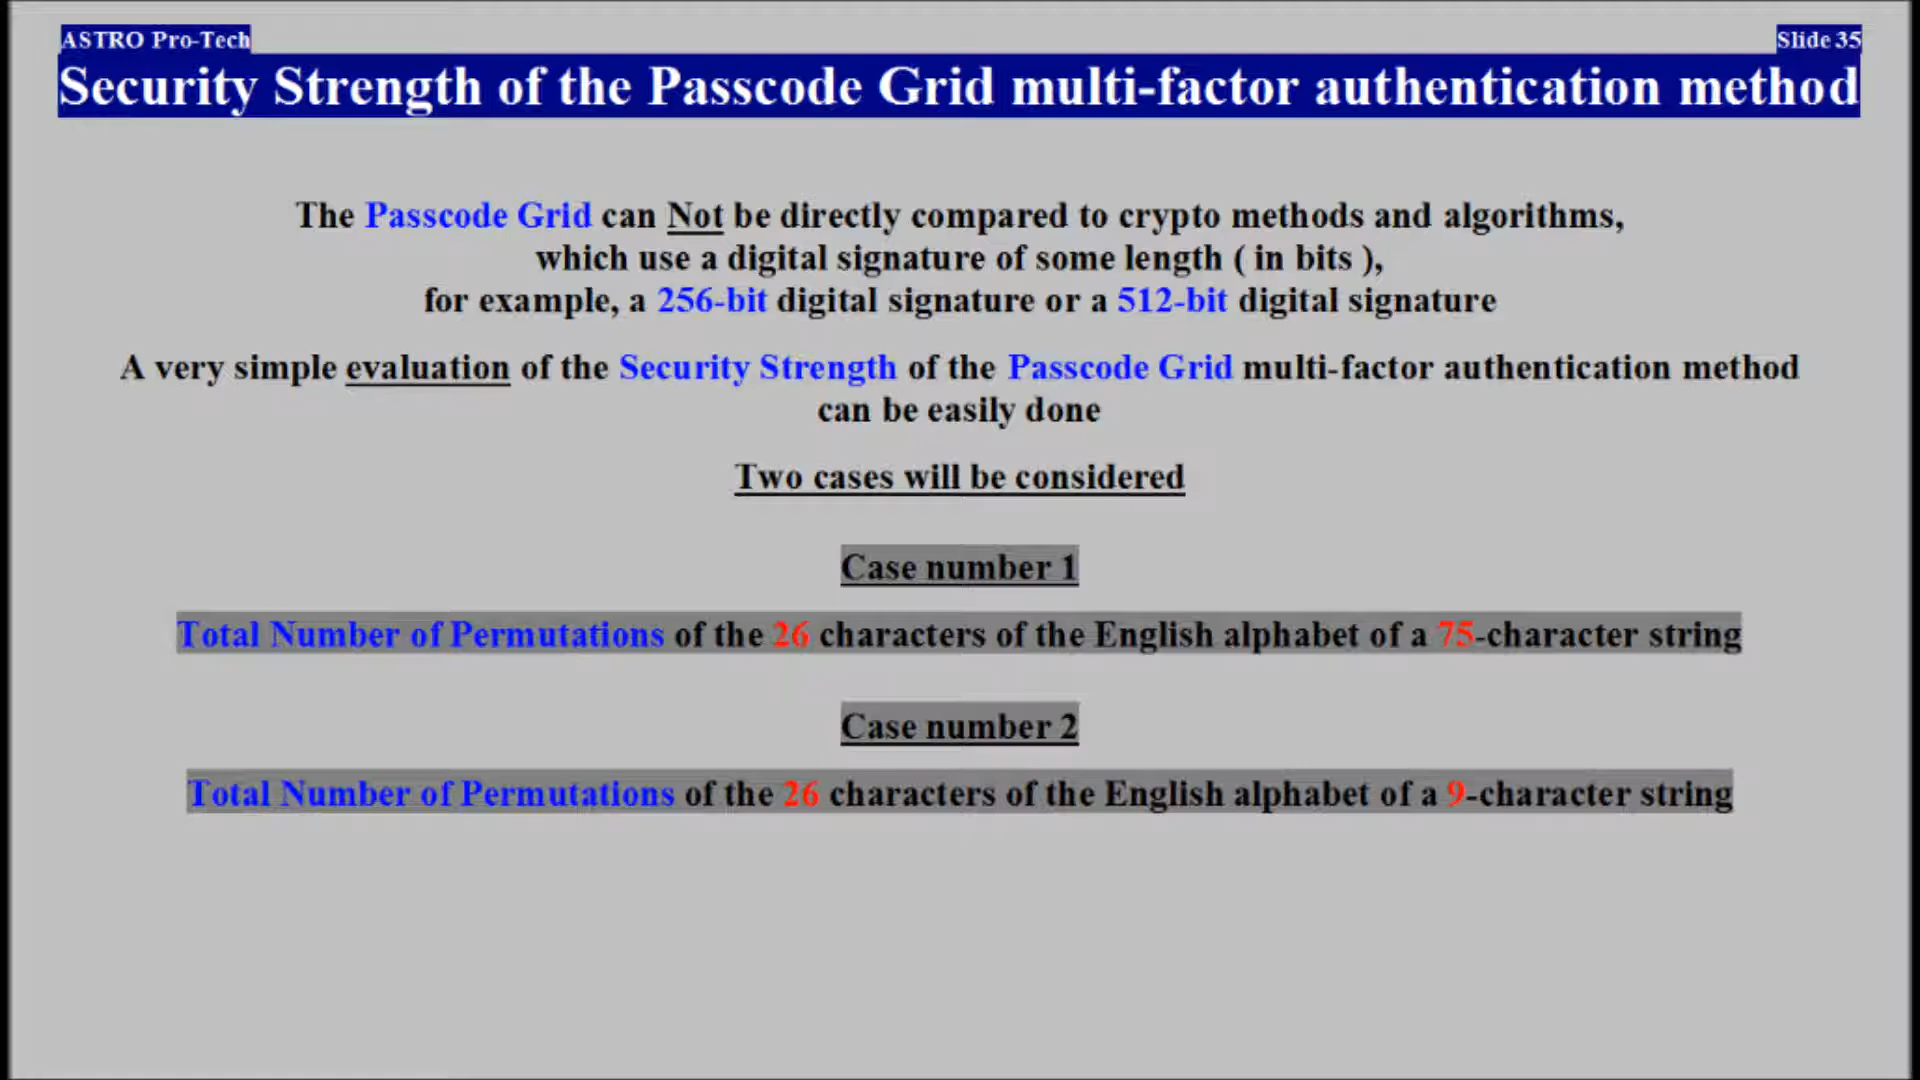 ASTRO Pro-Tech
Slide 35
Security Strength of the Passcode Grid multi-factor authentication method
The Passcode Grid can Not be directly compared to crypto methods and algorithms,
which use a digital signature of some length ( in bits ),
for example, a 256-bit digital signature or a 512-bit digital signature
A very simple evaluation of the Security Strength of the Passcode Grid multi-factor authentication method
can be easily done
Two cases will be considered
Case number 1
Total Number of Permutations of the 26 characters of the English alphabet of a 75-character string
Case number 2
Total Number of Permutations of the 26 characters of the English alphabet of a 9-character string